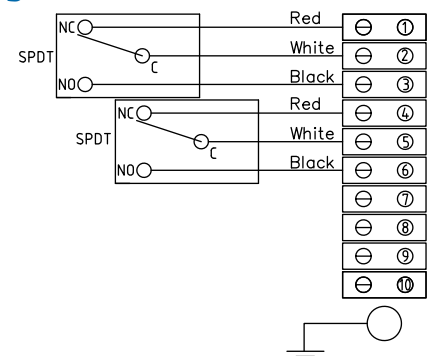 NC Red 1
SPDT C White 2
NO Black 3
NC Red 4
SPDT C White 5
NO Black 6
7
8
9
10